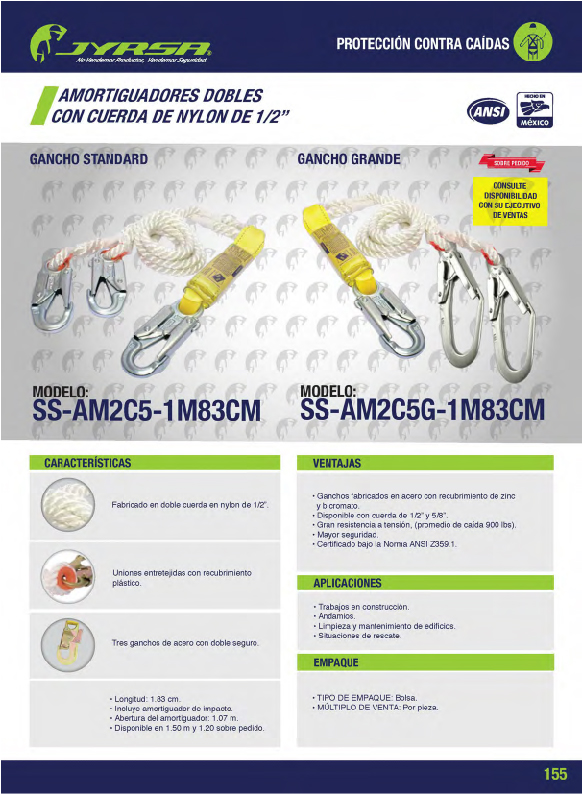 JYRSA®
No Vendemos Productos, Vendemos Seguridad
PROTECCIÓN CONTRA CAÍDAS
AMORTIGUADORES DOBLES
CON CUERDA DE NYLON DE 1/2”
ANSI
HECHO EN
MÉXICO
GANCHO STANDARD
GANCHO GRANDE
SOBRE PEDIDO
CONSULTE
DISPONIBILIDAD
CON SU EJECUTIVO
DE VENTAS
MODELO:
SS-AM2C5-1M83CM
MODELO:
SS-AM2C5G-1M83CM
CARACTERÍSTICAS
Fabricado en doble cuerda en nylon de 1/2”.
Uniones entretejidas con recubrimiento
plástico.
Tres ganchos de acero con doble seguro.
• Longitud: 1.83 cm.
• Incluye amortiguador de impacto.
• Abertura del amortiguador: 1.07 m.
• Disponible en 1.50 m y 1.20 sobre pedido.
VENTAJAS
• Ganchos fabricados en acero con recubrimiento de zinc
y bicromato.
• Disponible con cuerda de 1/2” y 5/8”.
• Gran resistencia a tensión, (promedio de caída 900 lbs).
• Mayor seguridad.
• Certificado bajo la Norma ANSI Z359.1.
APLICACIONES
• Trabajos en construcción.
• Andamios.
• Limpieza y mantenimiento de edificios.
• Situaciones de rescate.
EMPAQUE
• TIPO DE EMPAQUE: Bolsa.
• MÚLTIPLO DE VENTA: Por pieza.
155